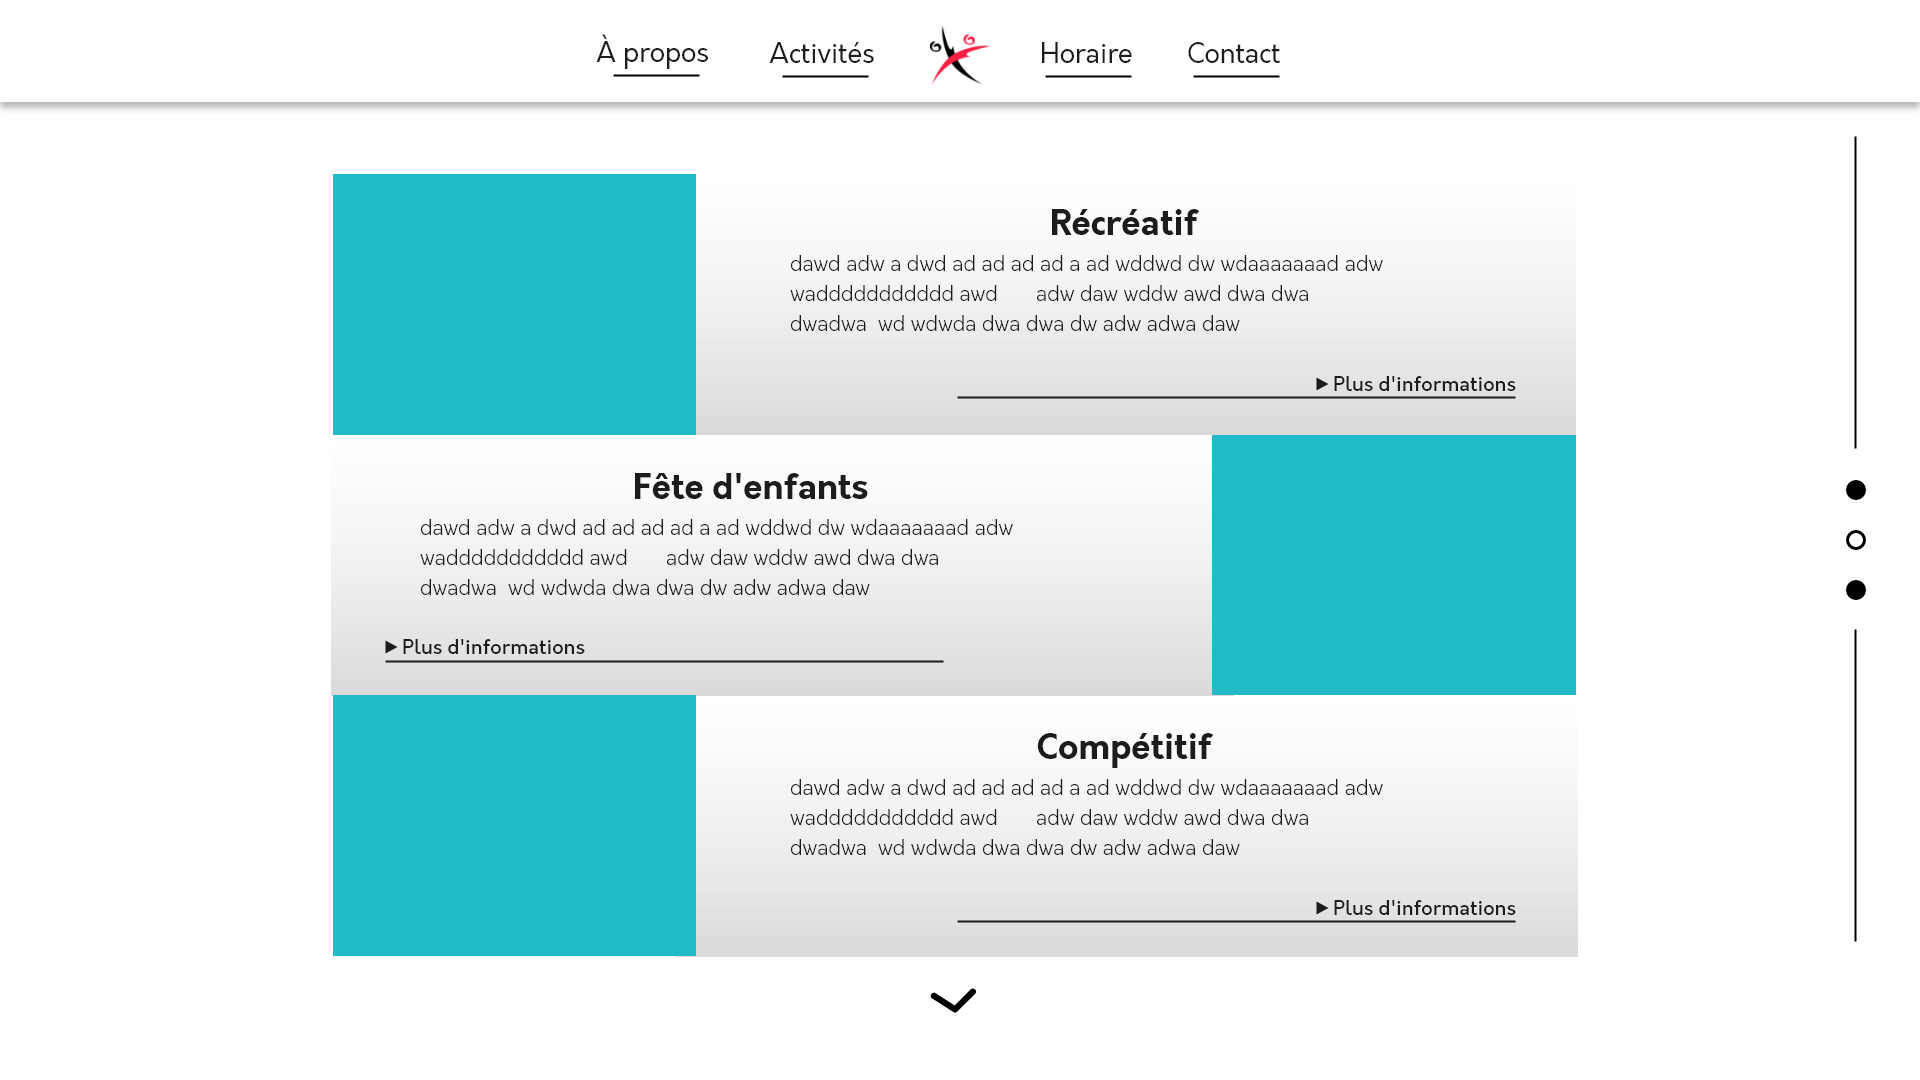 À propos
Activités
Horaire
Contact
Récréatif
dawd adw a dwd ad ad ad ad a ad wddwd dw wdaaaaaaad adw
waddddddddddd awd adw daw wddw awd dwa dwa
dwadwa wd wdwda dwa dwa dw adw adwa daw
Plus d'informations
Fête d'enfants
dawd adw a dwd ad ad ad ad a ad wddwd dw wdaaaaaaad adw
waddddddddddd awd adw daw wddw awd dwa dwa
dwadwa wd wdwda dwa dwa dw adw adwa daw
Plus d'informations
Compétitif
dawd adw a dwd ad ad ad ad a ad wddwd dw wdaaaaaaad adw
waddddddddddd awd adw daw wddw awd dwa dwa
dwadwa wd wdwda dwa dwa dw adw adwa daw
Plus d'informations